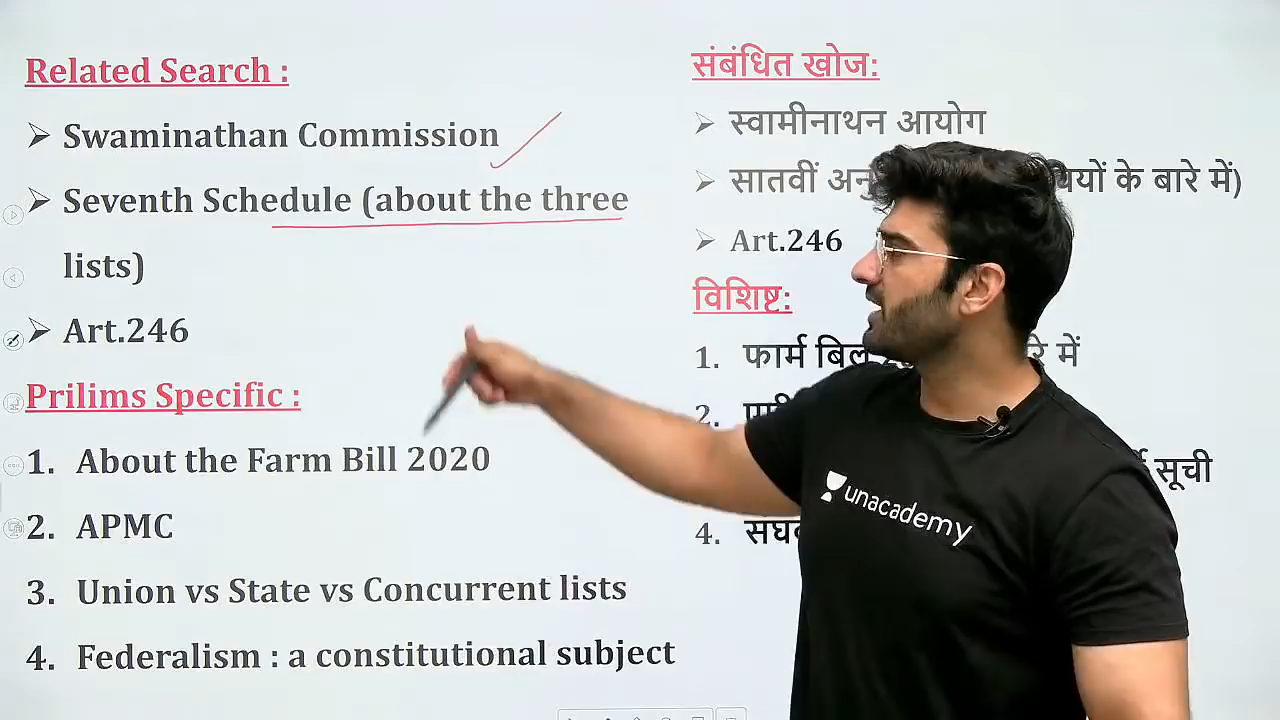 Related Search :
➢ Swaminathan Commission
➢ Seventh Schedule (about the three
lists)
➢ Art.246
Prilims Specific :
1. About the Farm Bill 2020
2. APMC
3. Union vs State vs Concurrent lists
4. Federalism : a constitutional subject
संबंधित खोज:
➢ स्वामीनाथन आयोग
➢ सातवीं के बारे में)
➢ Art.246
विशिष्ट:
1. फार्म बिल में
2.
सूची
4.
unacademy